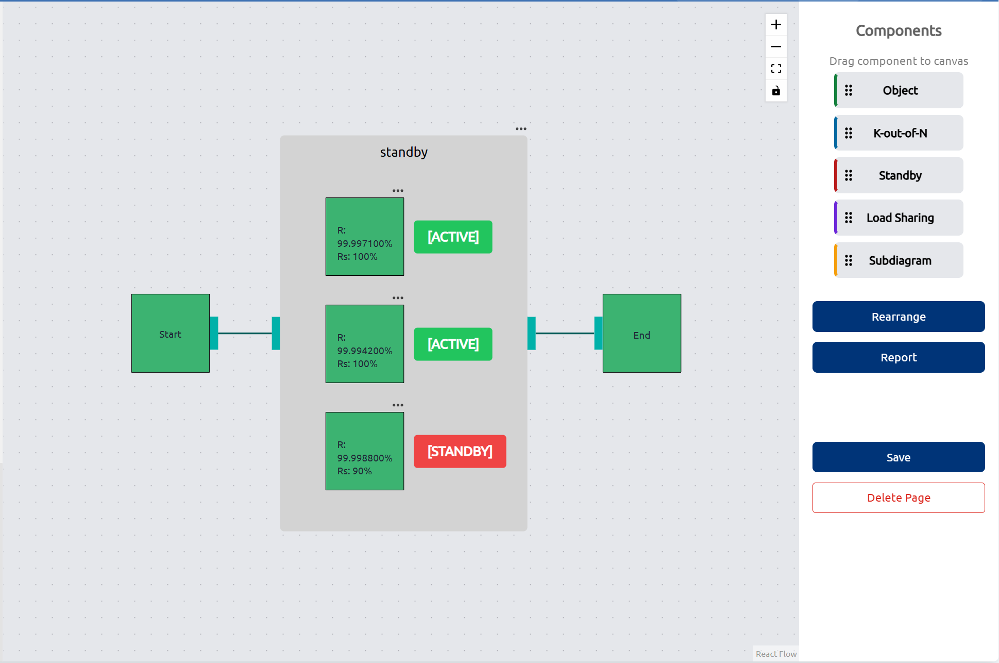 standby
R:
99.997100%
Rs: 100%
[ACTIVE]
R:
99.994200%
Rs: 100%
[ACTIVE]
R:
99.998800%
Rs: 90%
[STANDBY]
Start
End
React Flow
Components
Drag component to canvas
Object
K-out-of-N
Standby
Load Sharing
Subdiagram
Rearrange
Report
Save
Delete Page